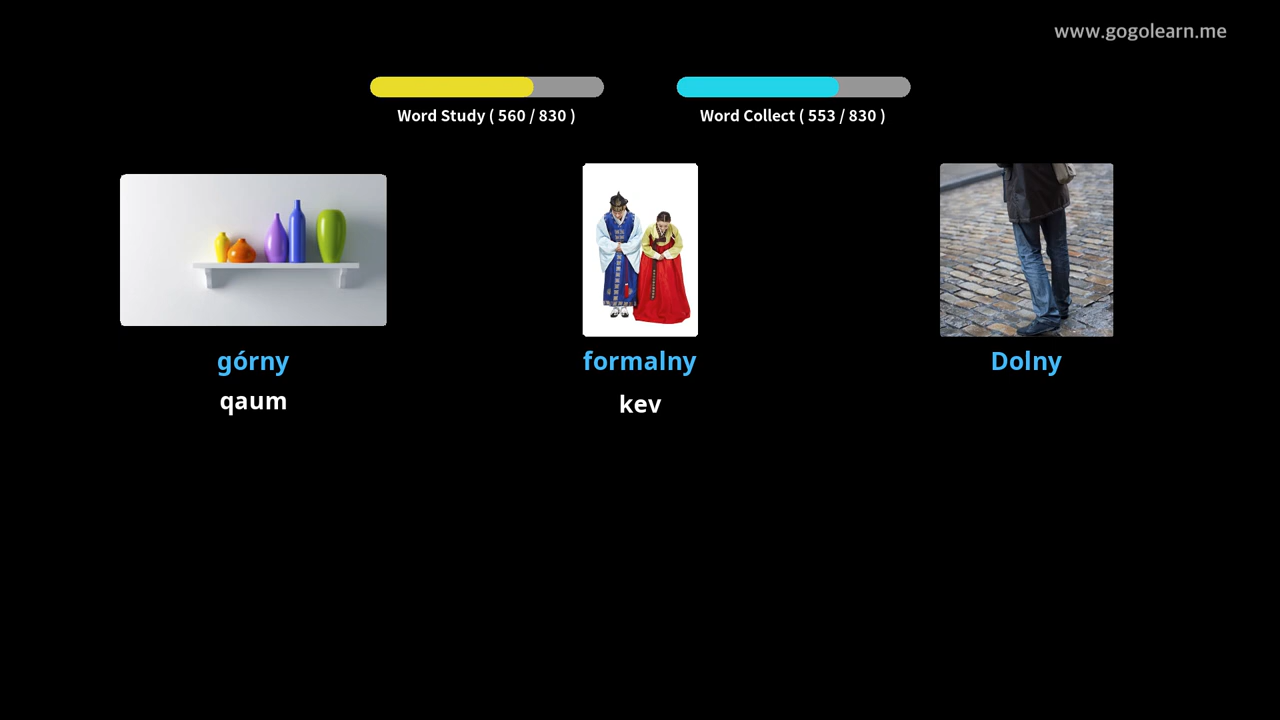 www.gogolearn.me
Word Study ( 560 / 830 )
Word Collect ( 553 / 830 )
górny
formalny
Dolny
qaum
kev